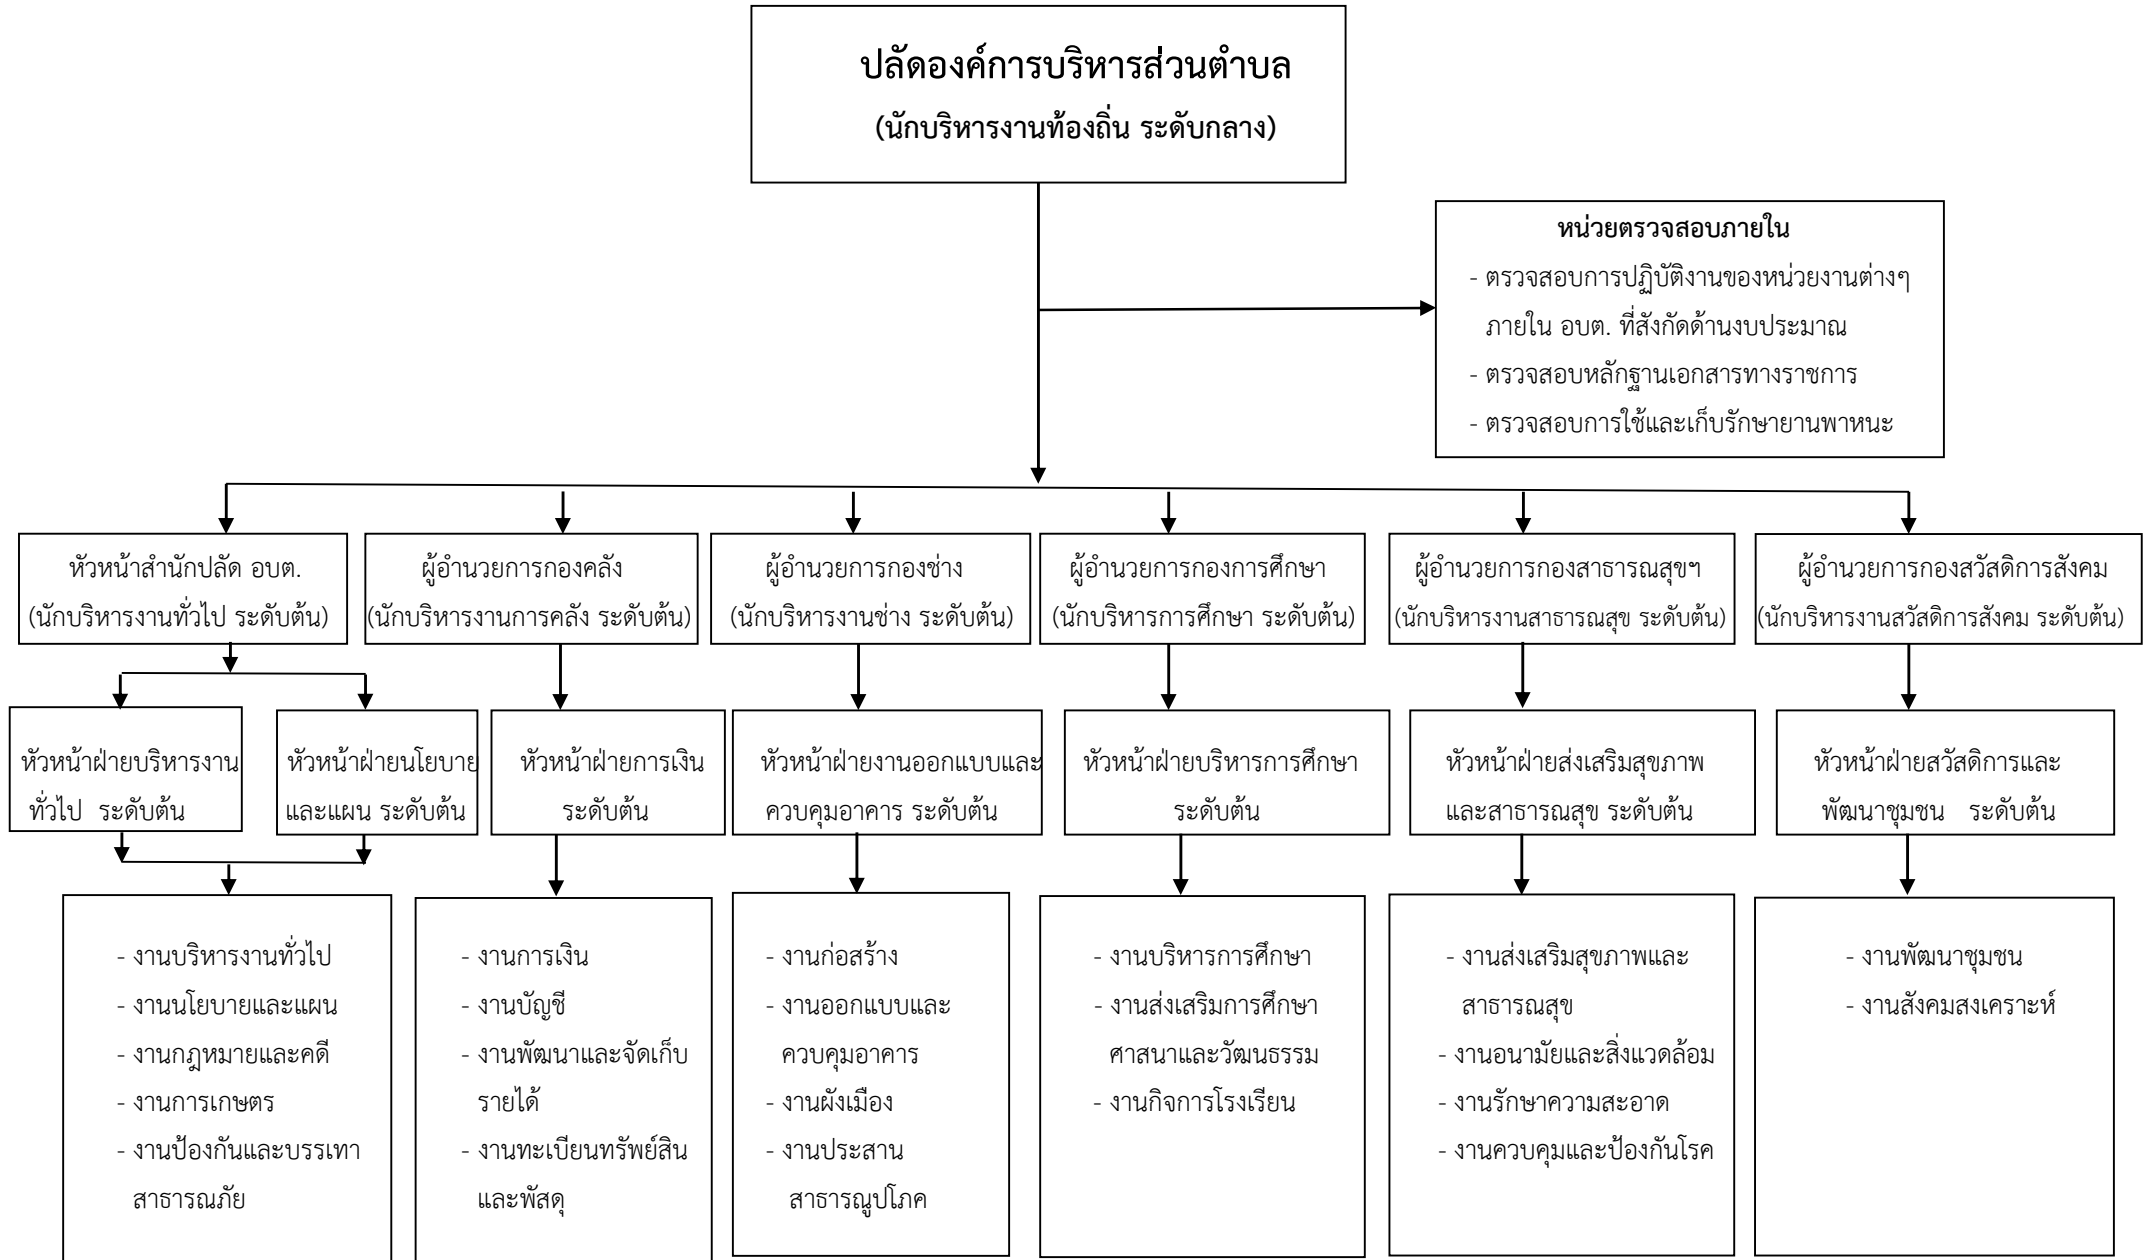 ปลัดองค์การบริหารส่วนตำบล
(นักบริหารงานท้องถิ่น ระดับกลาง)
หน่วยตรวจสอบภายใน
- ตรวจสอบการปฏิบัติงานของหน่วยงานต่างๆ
ภายใน อบต. ที่สังกัดด้านงบประมาณ
- ตรวจสอบหลักฐานเอกสารทางราชการ
- ตรวจสอบการใช้และเก็บรักษายานพาหนะ
หัวหน้าสำนักปลัด อบต.
(นักบริหารงานทั่วไป ระดับต้น)
ผู้อำนวยการกองคลัง
(นักบริหารงานการคลัง ระดับต้น)
ผู้อำนวยการกองช่าง
(นักบริหารงานช่าง ระดับต้น)
ผู้อำนวยการกองการศึกษา
(นักบริหารการศึกษา ระดับต้น)
ผู้อำนวยการกองสาธารณสุขฯ
(นักบริหารงานสาธารณสุข ระดับต้น)
ผู้อำนวยการกองสวัสดิการสังคม
(นักบริหารงานสวัสดิการสังคม ระดับต้น)
หัวหน้าฝ่ายบริหารงาน
ทั่วไป ระดับต้น
หัวหน้าฝ่ายนโยบาย
และแผน ระดับต้น
หัวหน้าฝ่ายการเงิน
ระดับต้น
หัวหน้าฝ่ายงานออกแบบและ
ควบคุมอาคาร ระดับต้น
หัวหน้าฝ่ายบริหารการศึกษา
ระดับต้น
หัวหน้าฝ่ายส่งเสริมสุขภาพ
และสาธารณสุข ระดับต้น
หัวหน้าฝ่ายสวัสดิการและ
พัฒนาชุมชน ระดับต้น
- งานบริหารงานทั่วไป
- งานนโยบายและแผน
- งานกฎหมายและคดี
- งานการเกษตร
- งานป้องกันและบรรเทา
สาธารณภัย
- งานการเงิน
- งานบัญชี
- งานพัฒนาและจัดเก็บ
รายได้
- งานทะเบียนทรัพย์สิน
และพัสดุ
- งานก่อสร้าง
- งานออกแบบและ
ควบคุมอาคาร
- งานผังเมือง
- งานประสาน
สาธารณูปโภค
- งานบริหารการศึกษา
- งานส่งเสริมการศึกษา
ศาสนาและวัฒนธรรม
- งานกิจการโรงเรียน
- งานส่งเสริมสุขภาพและ
สาธารณสุข
- งานอนามัยและสิ่งแวดล้อม
- งานรักษาความสะอาด
- งานควบคุมและป้องกันโรค
- งานพัฒนาชุมชน
- งานสังคมสงเคราะห์